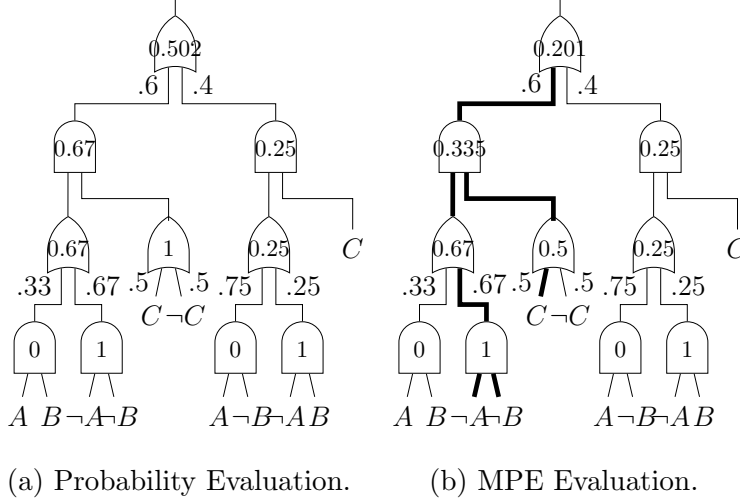 0.502 0.201
.6 .4 .6 .4
0.67 0.25 0.335 0.25
0.67 1 0.25 C 0.67 0.5 0.25 C
.33 .67 .5 .5 .75 .25 .33 .67 .5 .5 .75 .25
C ¬C C ¬C
0 1 0 1 0 1 0 1
A B ¬A ¬B A ¬B ¬A B A B ¬A ¬B A ¬B ¬A B
(a) Probability Evaluation. (b) MPE Evaluation.